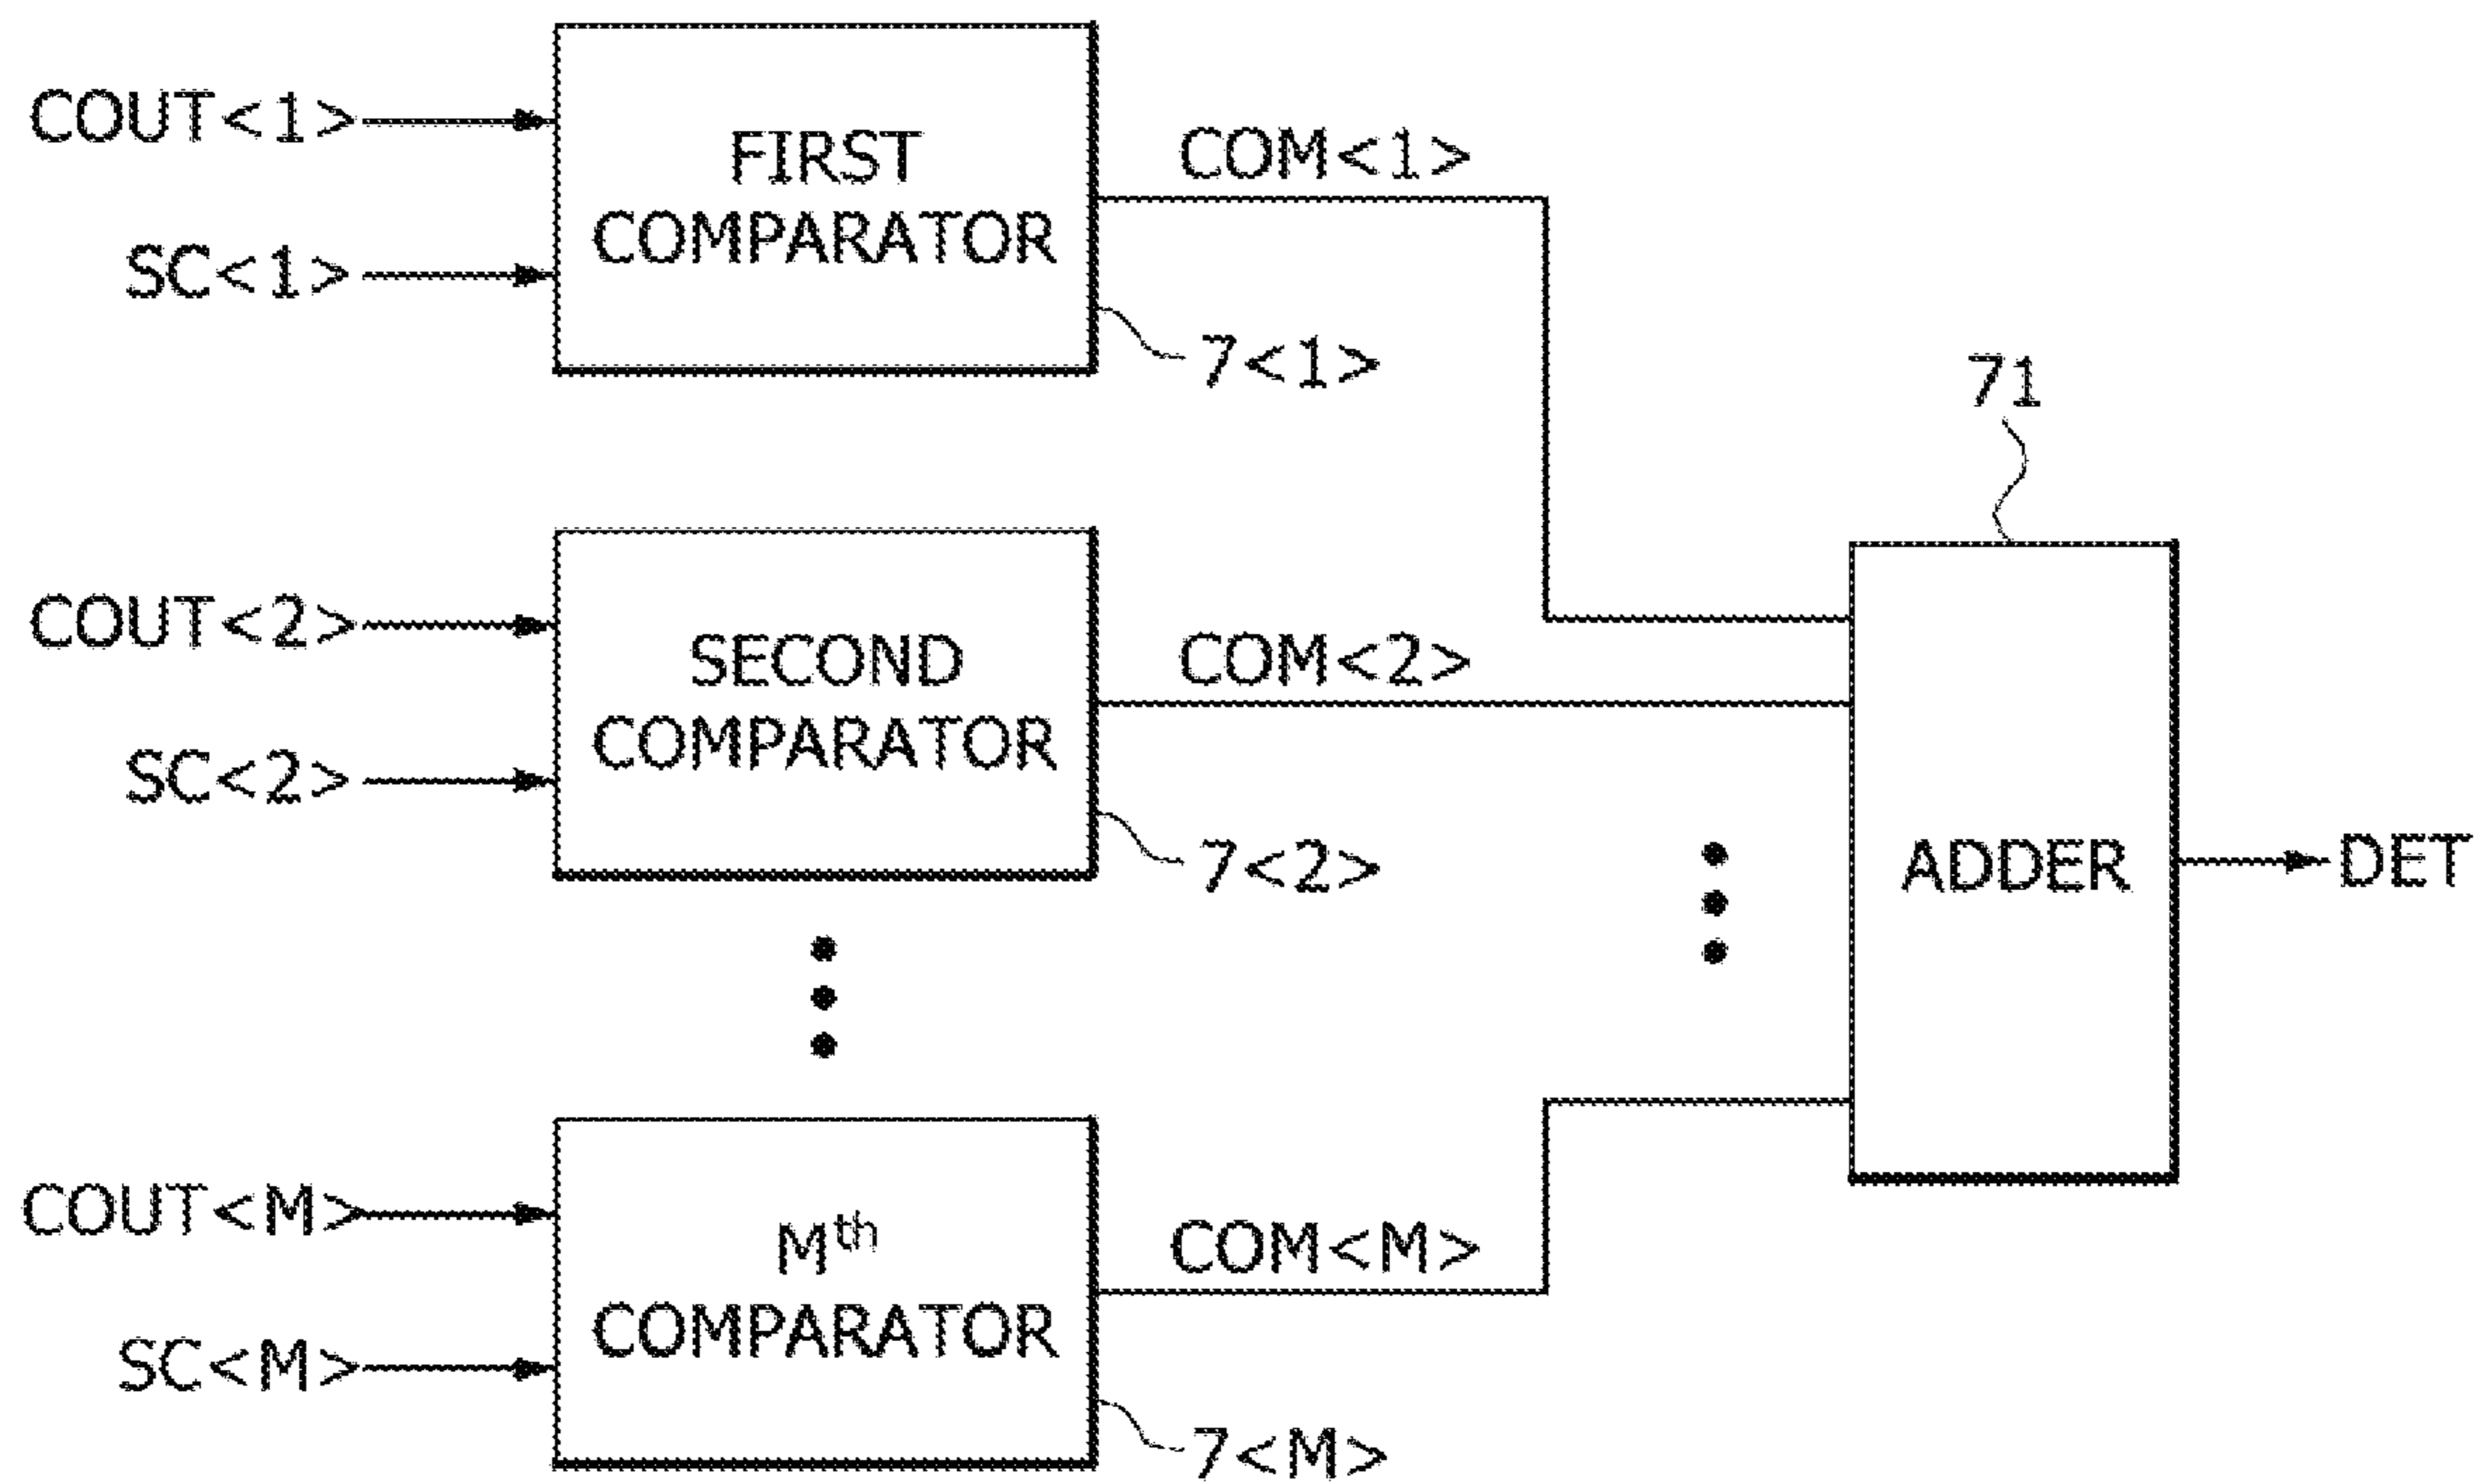 COUT<1>
SC<1>
FIRST
COMPARATOR
COM<1>
7<1>
71
COUT<2>
SC<2>
SECOND
COMPARATOR
COM<2>
7<2>
ADDER
DET
COUT<M>
SC<M>
Mth
COMPARATOR
COM<M>
7<M>